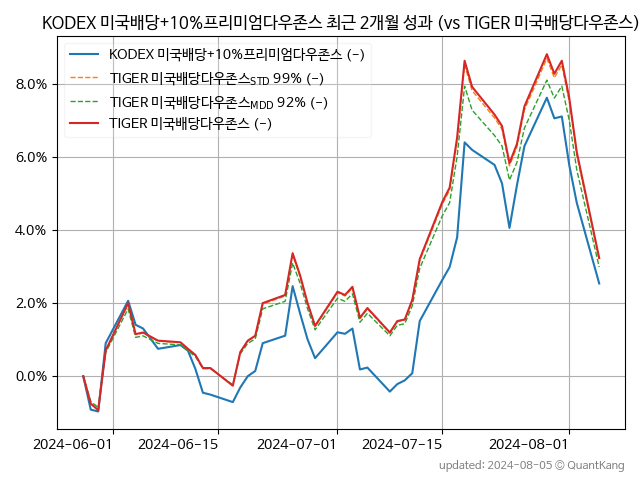 KODEX 미국배당+10%프리미엄다우존스 최근 2개월 성과 (vs TIGER 미국배당다우존스)
KODEX 미국배당+10%프리미엄다우존스 (-)
TIGER 미국배당다우존스STD 99% (-)
TIGER 미국배당다우존스MDD 92% (-)
TIGER 미국배당다우존스 (-)
8.0%
6.0%
4.0%
2.0%
0.0%
2024-06-01 2024-06-15 2024-07-01 2024-07-15 2024-08-01
updated: 2024-08-05 © QuantKang